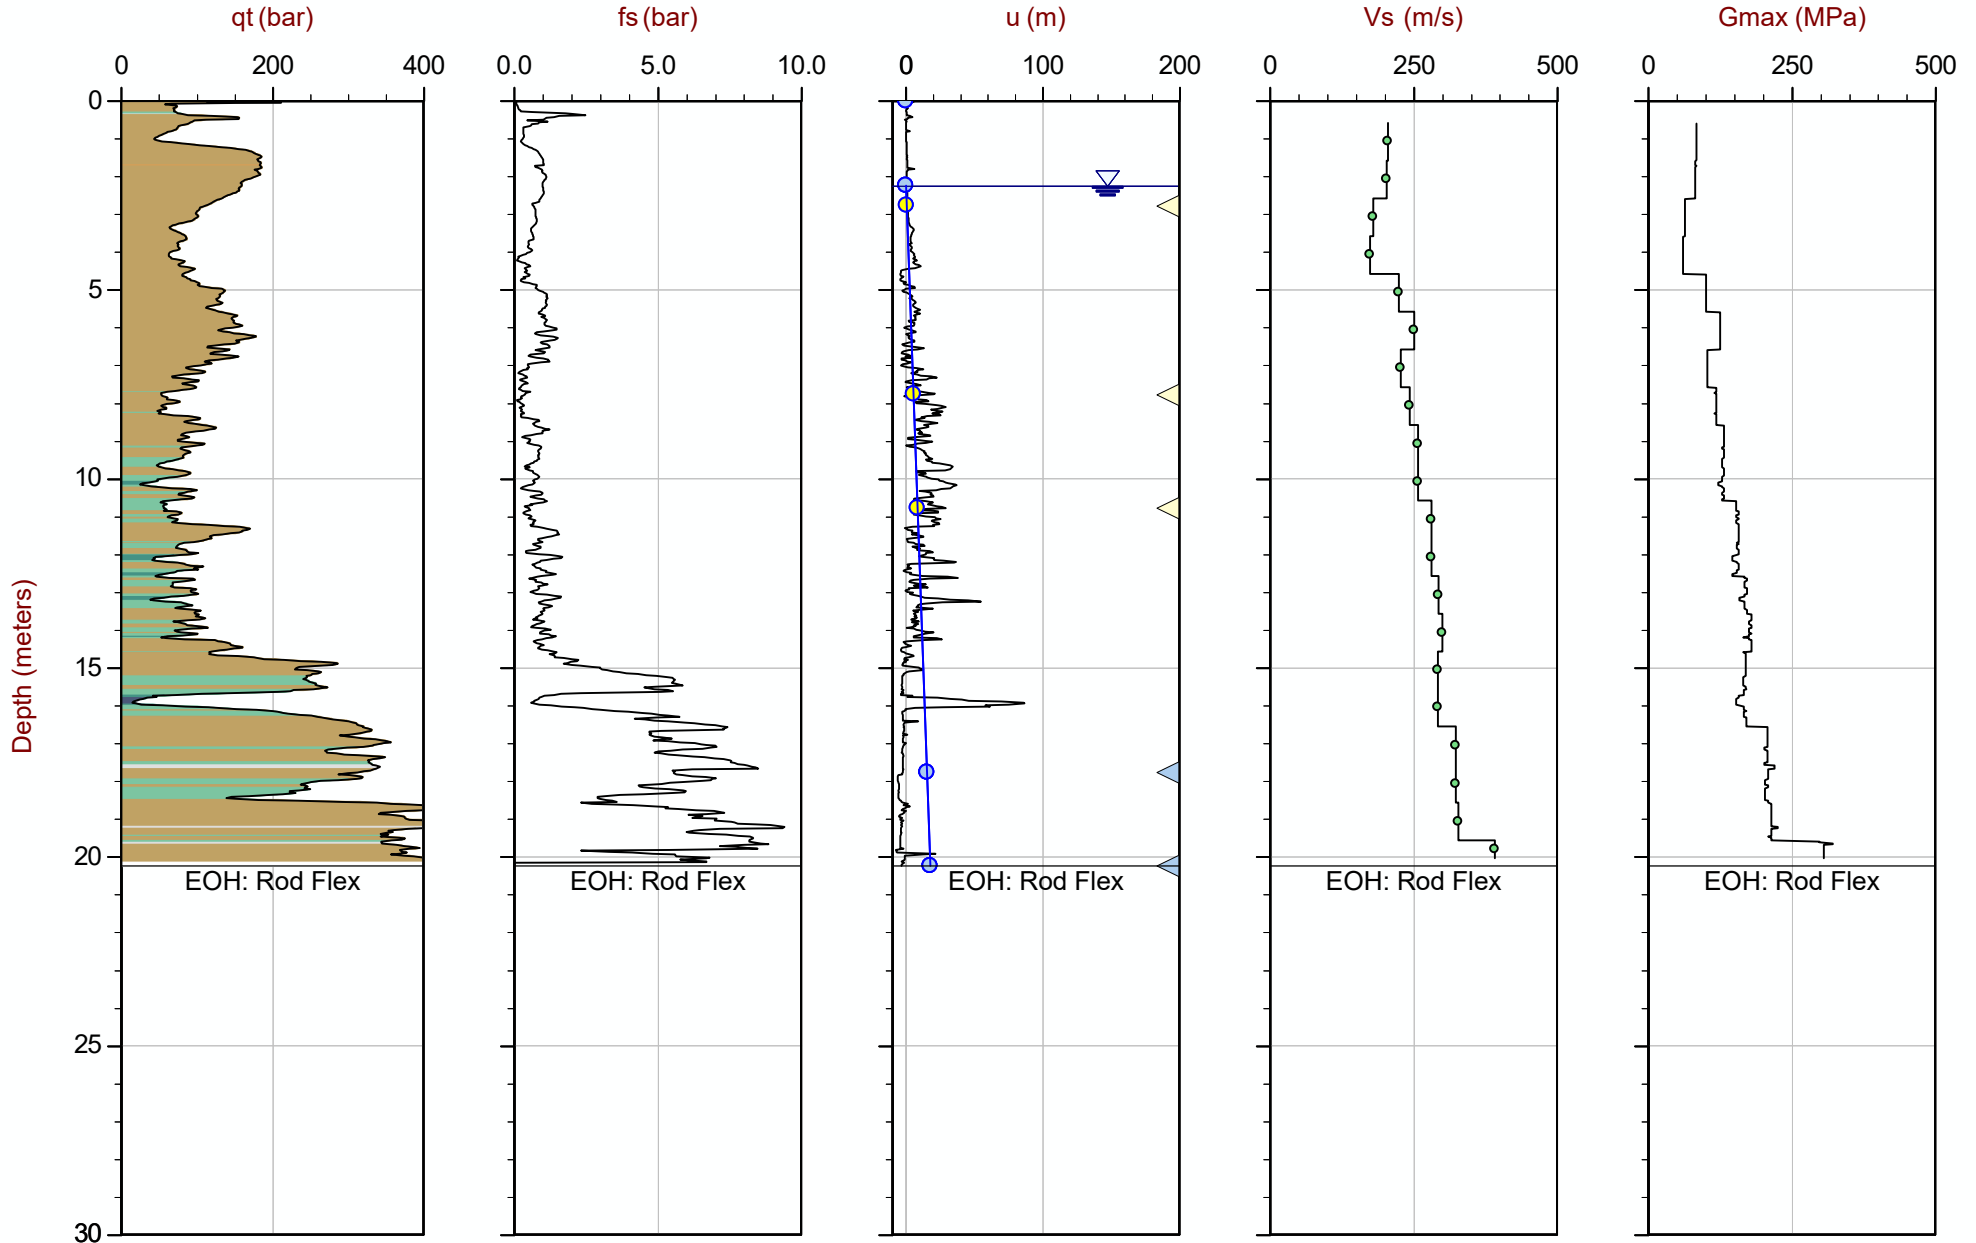 qt (bar) fs (bar) u (m) Vs (m/s) Gmax (MPa)
0 200 400 0.0 5.0 10.0 0 100 200 0 250 500 0 250 500
0
5
10
15
20
25
30
Depth (meters)
EOH: Rod Flex EOH: Rod Flex EOH: Rod Flex EOH: Rod Flex EOH: Rod Flex